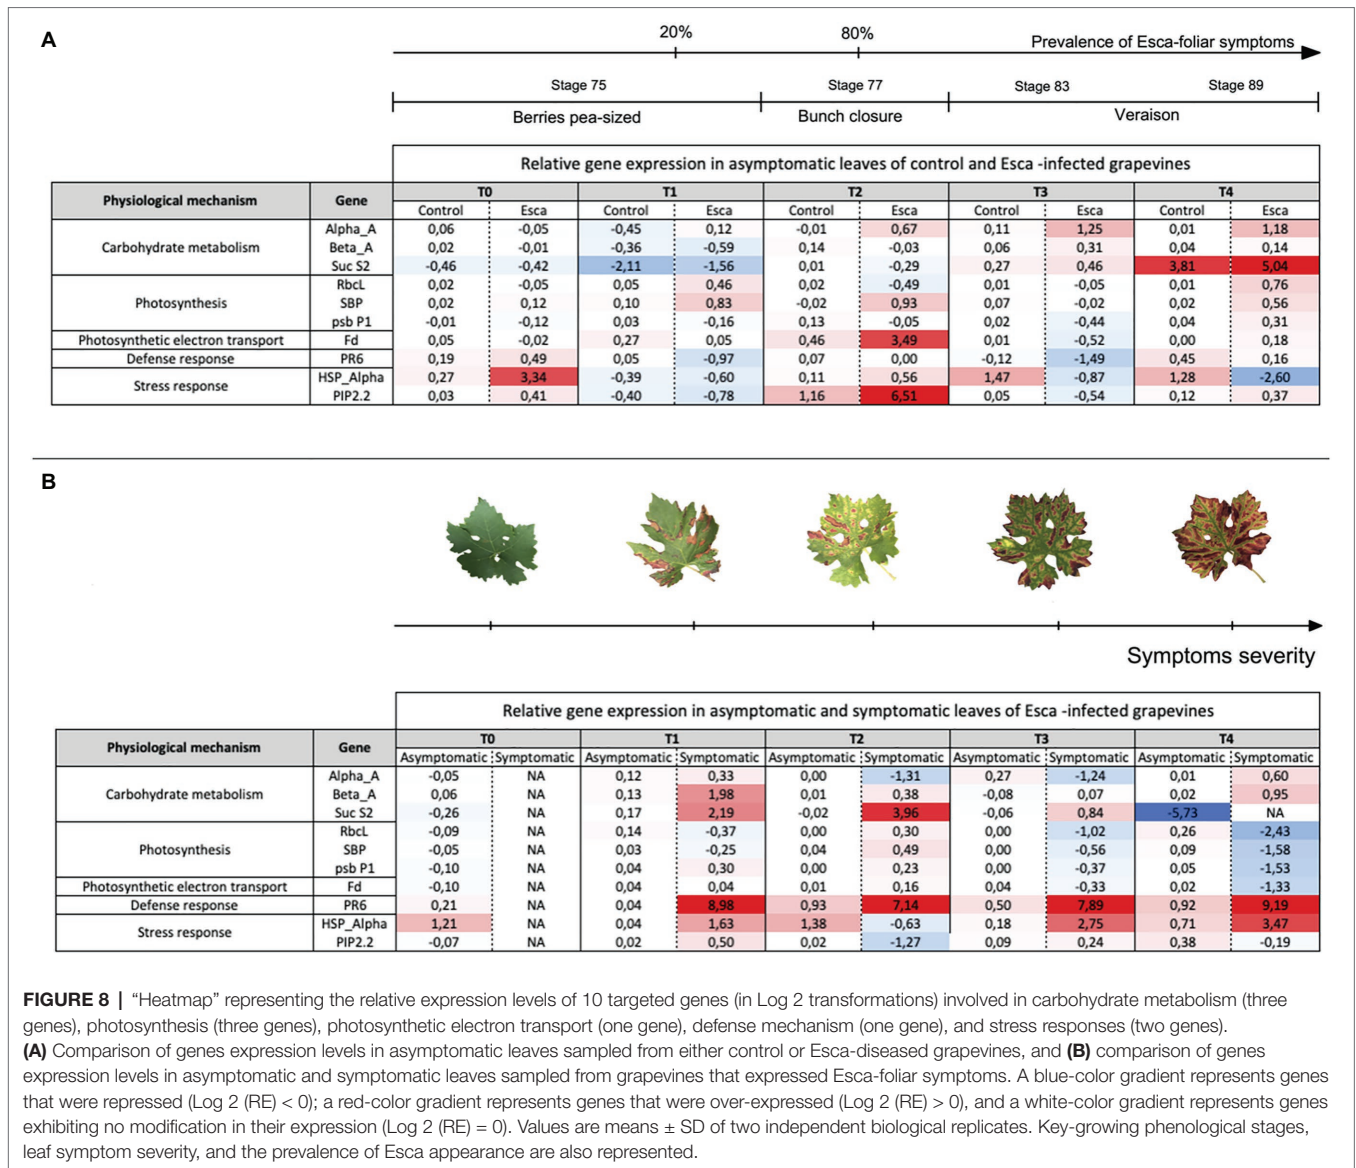 A
20% 80% Prevalence of Esca-foliar symptoms
Stage 75 Stage 77 Stage 83 Stage 89
Berries pea-sized Bunch closure Veraison
Relative gene expression in asymptomatic leaves of control and Esca -infected grapevines
Physiological mechanism Gene T0 T1 T2 T3 T4
Control Esca Control Esca Control Esca Control Esca Control Esca
Carbohydrate metabolism
Alpha_A 0,06 -0,05 -0,45 0,12 -0,01 0,67 0,11 1,25 0,01 1,18
Beta_A 0,02 -0,01 -0,36 -0,59 0,14 -0,03 0,06 0,31 0,04 0,14
Suc S2 -0,46 -0,42 -2,11 -1,56 0,01 -0,29 0,27 0,46 3,81 5,04
Photosynthesis
RbcL 0,02 -0,05 0,05 0,46 0,02 -0,49 0,01 -0,05 0,01 0,76
SBP 0,02 0,12 0,10 0,83 -0,02 0,93 0,07 -0,02 0,02 0,56
psb P1 -0,01 -0,12 0,03 -0,16 0,13 -0,05 0,02 -0,44 0,04 0,31
Photosynthetic electron transport Fd 0,05 -0,02 0,27 0,05 0,46 3,49 0,01 -0,52 0,00 0,18
Defense response PR6 0,19 0,49 0,05 -0,97 0,07 0,00 -0,12 -1,49 0,45 0,16
Stress response
HSP_Alpha 0,27 3,34 -0,39 -0,60 0,11 0,56 1,47 -0,87 1,28 -2,60
PIP2.2 0,03 0,41 -0,40 -0,78 1,16 6,51 0,05 -0,54 0,12 0,37
B
Symptoms severity
Relative gene expression in asymptomatic and symptomatic leaves of Esca -infected grapevines
Physiological mechanism Gene T0 T1 T2 T3 T4
Asymptomatic Symptomatic Asymptomatic Symptomatic Asymptomatic Symptomatic Asymptomatic Symptomatic Asymptomatic Symptomatic
Carbohydrate metabolism
Alpha_A -0,05 NA 0,12 0,33 0,00 -1,31 0,27 -1,24 0,01 0,60
Beta_A 0,06 NA 0,13 1,98 0,01 0,38 -0,08 0,07 0,02 0,95
Suc S2 -0,26 NA 0,17 2,19 -0,02 3,96 -0,06 0,84 -5,73 NA
Photosynthesis
RbcL -0,09 NA 0,14 -0,37 0,00 0,30 0,00 -1,02 0,26 -2,43
SBP -0,05 NA 0,03 -0,25 0,04 0,49 0,00 -0,56 0,09 -1,58
psb P1 -0,10 NA 0,04 0,30 0,00 0,23 0,00 -0,37 0,05 -1,53
Photosynthetic electron transport Fd -0,10 NA 0,04 0,04 0,01 0,16 0,04 -0,33 0,02 -1,33
Defense response PR6 0,21 NA 0,04 8,98 0,93 7,14 0,50 7,89 0,92 9,19
Stress response
HSP_Alpha 1,21 NA 0,04 1,63 1,38 -0,63 0,18 2,75 0,71 3,47
PIP2.2 -0,07 NA 0,02 0,50 0,02 -1,27 0,09 0,24 0,38 -0,19
FIGURE 8 | “Heatmap” representing the relative expression levels of 10 targeted genes (in Log 2 transformations) involved in carbohydrate metabolism (three
genes), photosynthesis (three genes), photosynthetic electron transport (one gene), defense mechanism (one gene), and stress responses (two genes).
(A) Comparison of genes expression levels in asymptomatic leaves sampled from either control or Esca-diseased grapevines, and (B) comparison of genes
expression levels in asymptomatic and symptomatic leaves sampled from grapevines that expressed Esca-foliar symptoms. A blue-color gradient represents genes
that were repressed (Log 2 (RE) < 0); a red-color gradient represents genes that were over-expressed (Log 2 (RE) > 0), and a white-color gradient represents genes
exhibiting no modification in their expression (Log 2 (RE) = 0). Values are means ± SD of two independent biological replicates. Key-growing phenological stages,
leaf symptom severity, and the prevalence of Esca appearance are also represented.